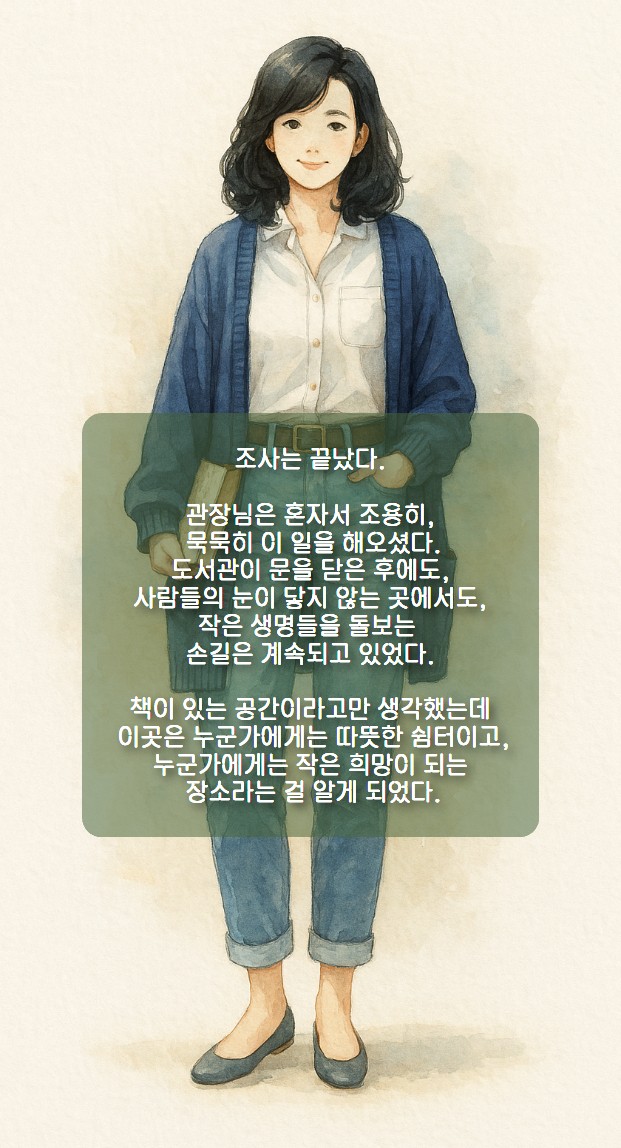 조사는 끝났다.
관장님은 혼자서 조용히,
묵묵히 이 일을 해오셨다.
도서관이 문을 닫은 후에도,
사람들의 눈이 닿지 않는 곳에서도,
작은 생명들을 돌보는
손길은 계속되고 있었다.
책이 있는 공간이라고만 생각했는데
이곳은 누군가에게는 따뜻한 쉼터이고,
누군가에게는 작은 희망이 되는
장소라는 걸 알게 되었다.